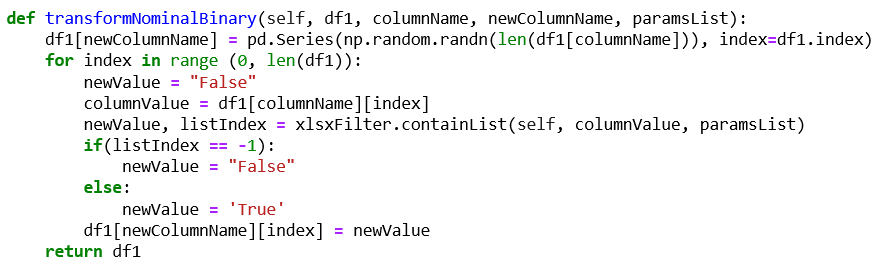 def transformNominalBinary(self, df1, columnName, newColumnName, paramsList):
    df1[newColumnName] = pd.Series(np.random.randn(len(df1[columnName])), index=df1.index)
    for index in range (0, len(df1)):
        newValue = "False"
        columnValue = df1[columnName][index]
        newValue, listIndex = xlsxFilter.containList(self, columnValue, paramsList)
        if(listIndex == -1):
            newValue = "False"
        else:
            newValue = 'True'
        df1[newColumnName][index] = newValue
    return df1